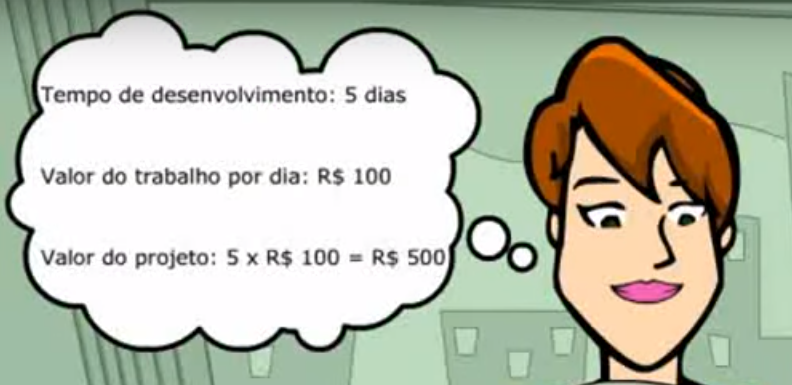 Tempo de desenvolvimento: 5 dias
Valor do trabalho por dia: R$ 100
Valor do projeto: 5 x R$ 100 = R$ 500